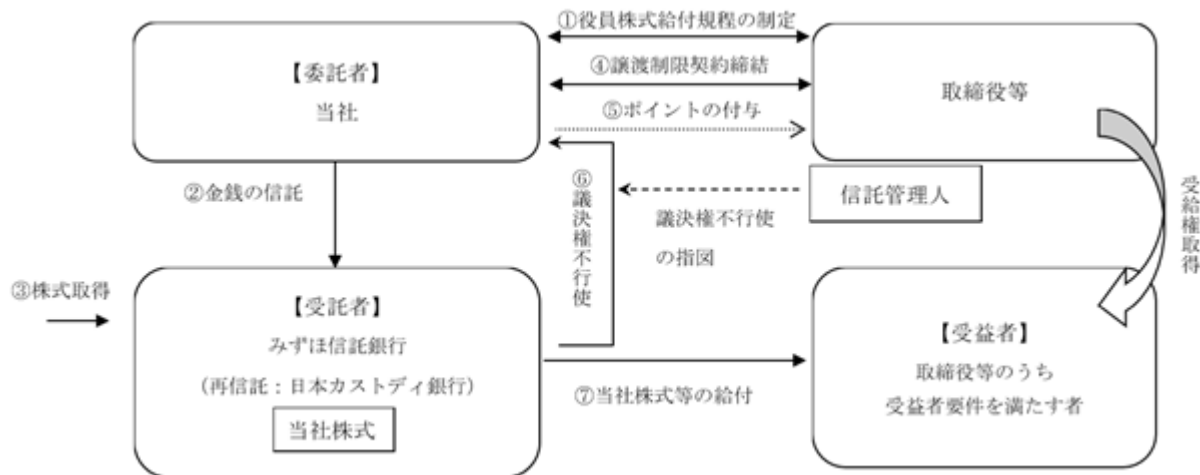 ①役員株式給付規程の制定
【委託者】
当社
④譲渡制限契約締結
取締役等
⑤ポイントの付与
②金銭の信託
⑥議決権不行使
信託管理人
議決権不行使
の指図
受給権取得
③株式取得
【受託者】
みずほ信託銀行
(再信託：日本カストディ銀行)
当社株式
⑦当社株式等の給付
【受益者】
取締役等のうち
受益者要件を満たす者